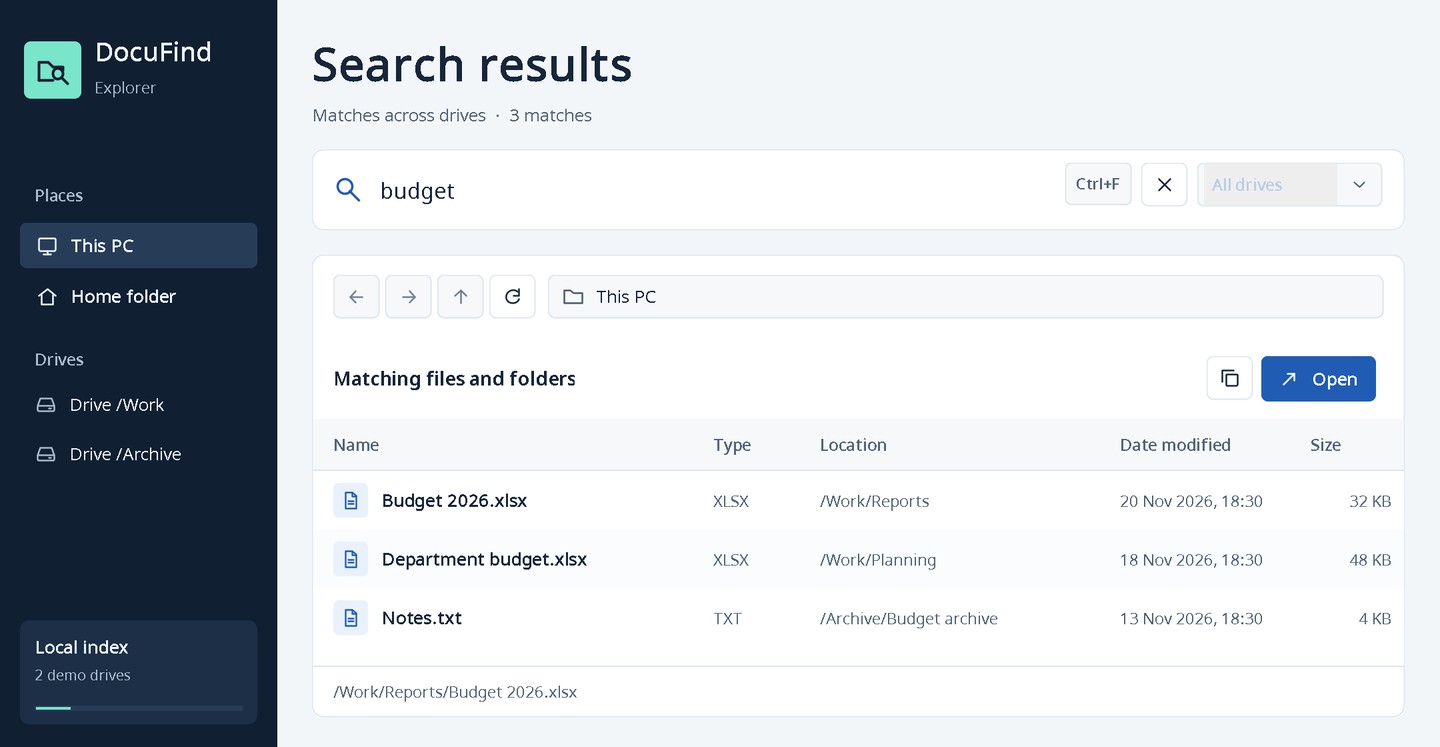 DocuFind
Explorer
Places
This PC
Home folder
Drives
Drive /Work
Drive /Archive
Local index
2 demo drives
Search results
Matches across drives · 3 matches
budget Ctrl+F All drives
This PC
Matching files and folders Open
Name Type Location Date modified Size
Budget 2026.xlsx XLSX /Work/Reports 20 Nov 2026, 18:30 32 KB
Department budget.xlsx XLSX /Work/Planning 18 Nov 2026, 18:30 48 KB
Notes.txt TXT /Archive/Budget archive 13 Nov 2026, 18:30 4 KB
/Work/Reports/Budget 2026.xlsx